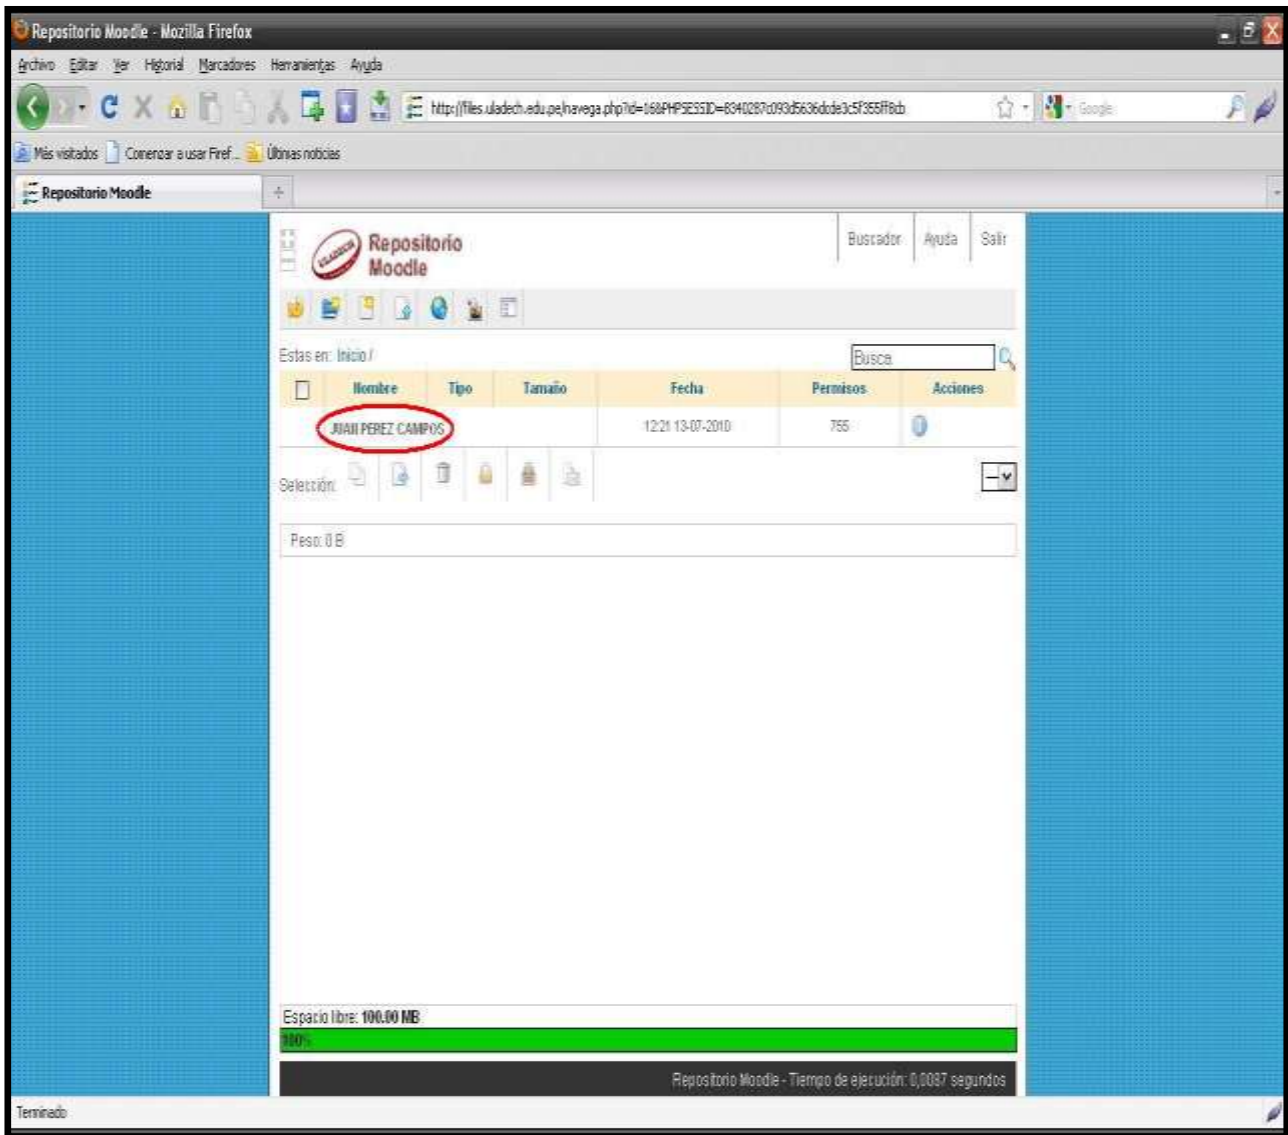 Repositorio Moodle - Mozilla Firefox
Archivo Editar Ver Historial Marcadores Herramientas Ayuda
Google
Más visitados Comenzar a usar Firef... Últimas noticias
Repositorio Moodle
ULADECH
Repositorio
Moodle
Buscador Ayuda Salir
Estas en: Inicio /
Busca
Nombre Tipo Tamaño Fecha Permisos Acciones
JUAN PEREZ CAMPOS 12:21 13-07-2010 755
Selección:
Peso: 0 B
Espacio libre: 100.00 MB
100%
Repositorio Moodle - Tiempo de ejecución: 0,0087 segundos
Terminado